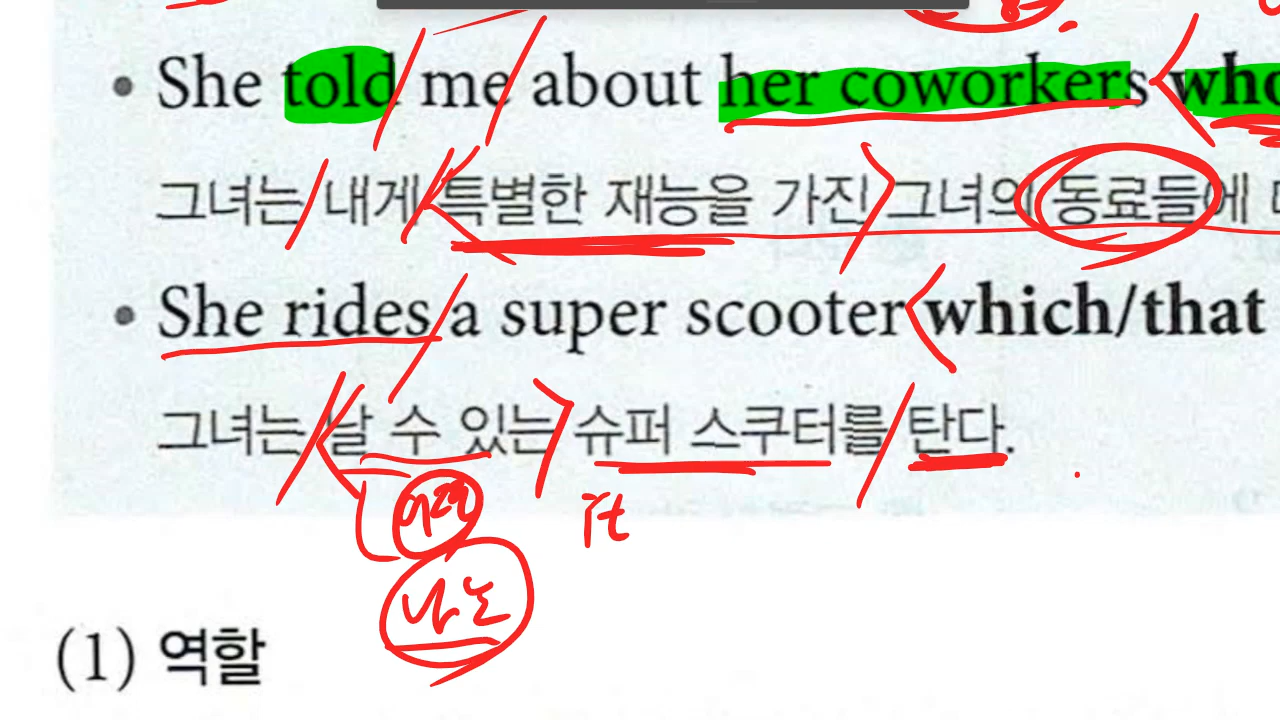 • She told me about her coworkers who
그녀는 내게 특별한 재능을 가진 그녀의 동료들에
• She rides a super scooter which/that
그녀는 날 수 있는 슈퍼 스쿠터를 탄다.
it
나는
(1) 역할